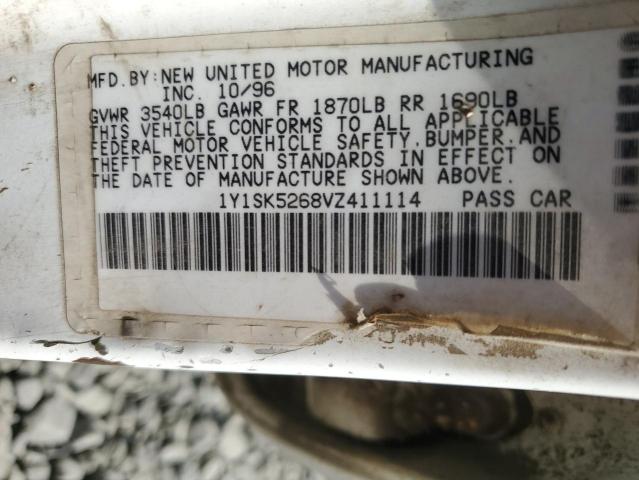 MFD.BY:NEW UNITED MOTOR MANUFACTURING
INC. 10/96
GVWR 3540LB GAWR FR 1870LB RR 1690LB
THIS VEHICLE CONFORMS TO ALL APPLICABLE
FEDERAL MOTOR VEHICLE SAFETY,BUMPER,AND
THEFT PREVENTION STANDARDS IN EFFECT ON
THE DATE OF MANUFACTURE SHOWN ABOVE.
1Y1SK5268VZ411114 PASS CAR